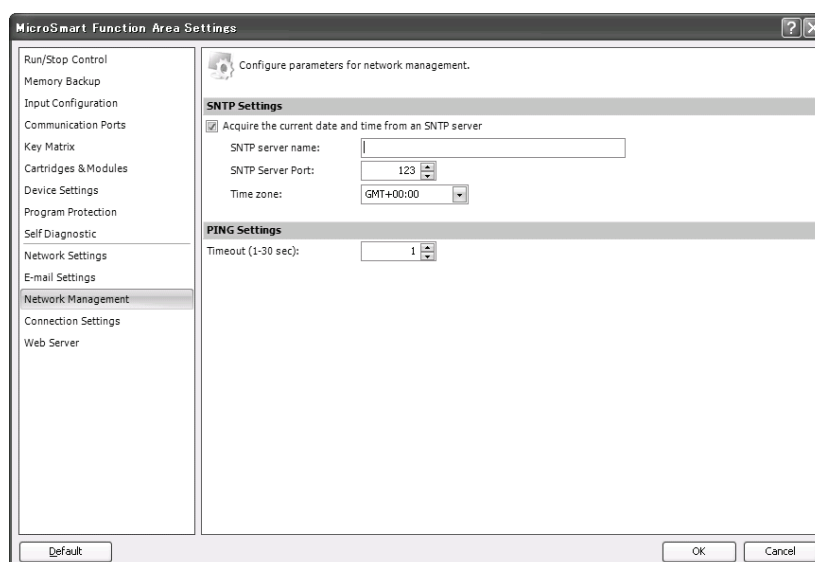 MicroSmart Function Area Settings
Run/Stop Control
Memory Backup
Input Configuration
Communication Ports
Key Matrix
Cartridges &Modules
Device Settings
Program Protection
Self Diagnostic
Network Settings
E-mail Settings
Network Management
Connection Settings
Web Server
Configure parameters for network management.
SNTP Settings
Acquire the current date and time from an SNTP server
SNTP server name:
SNTP Server Port: 123
Time zone: GMT+00:00
PING Settings
Timeout (1-30 sec): 1
Default OK Cancel